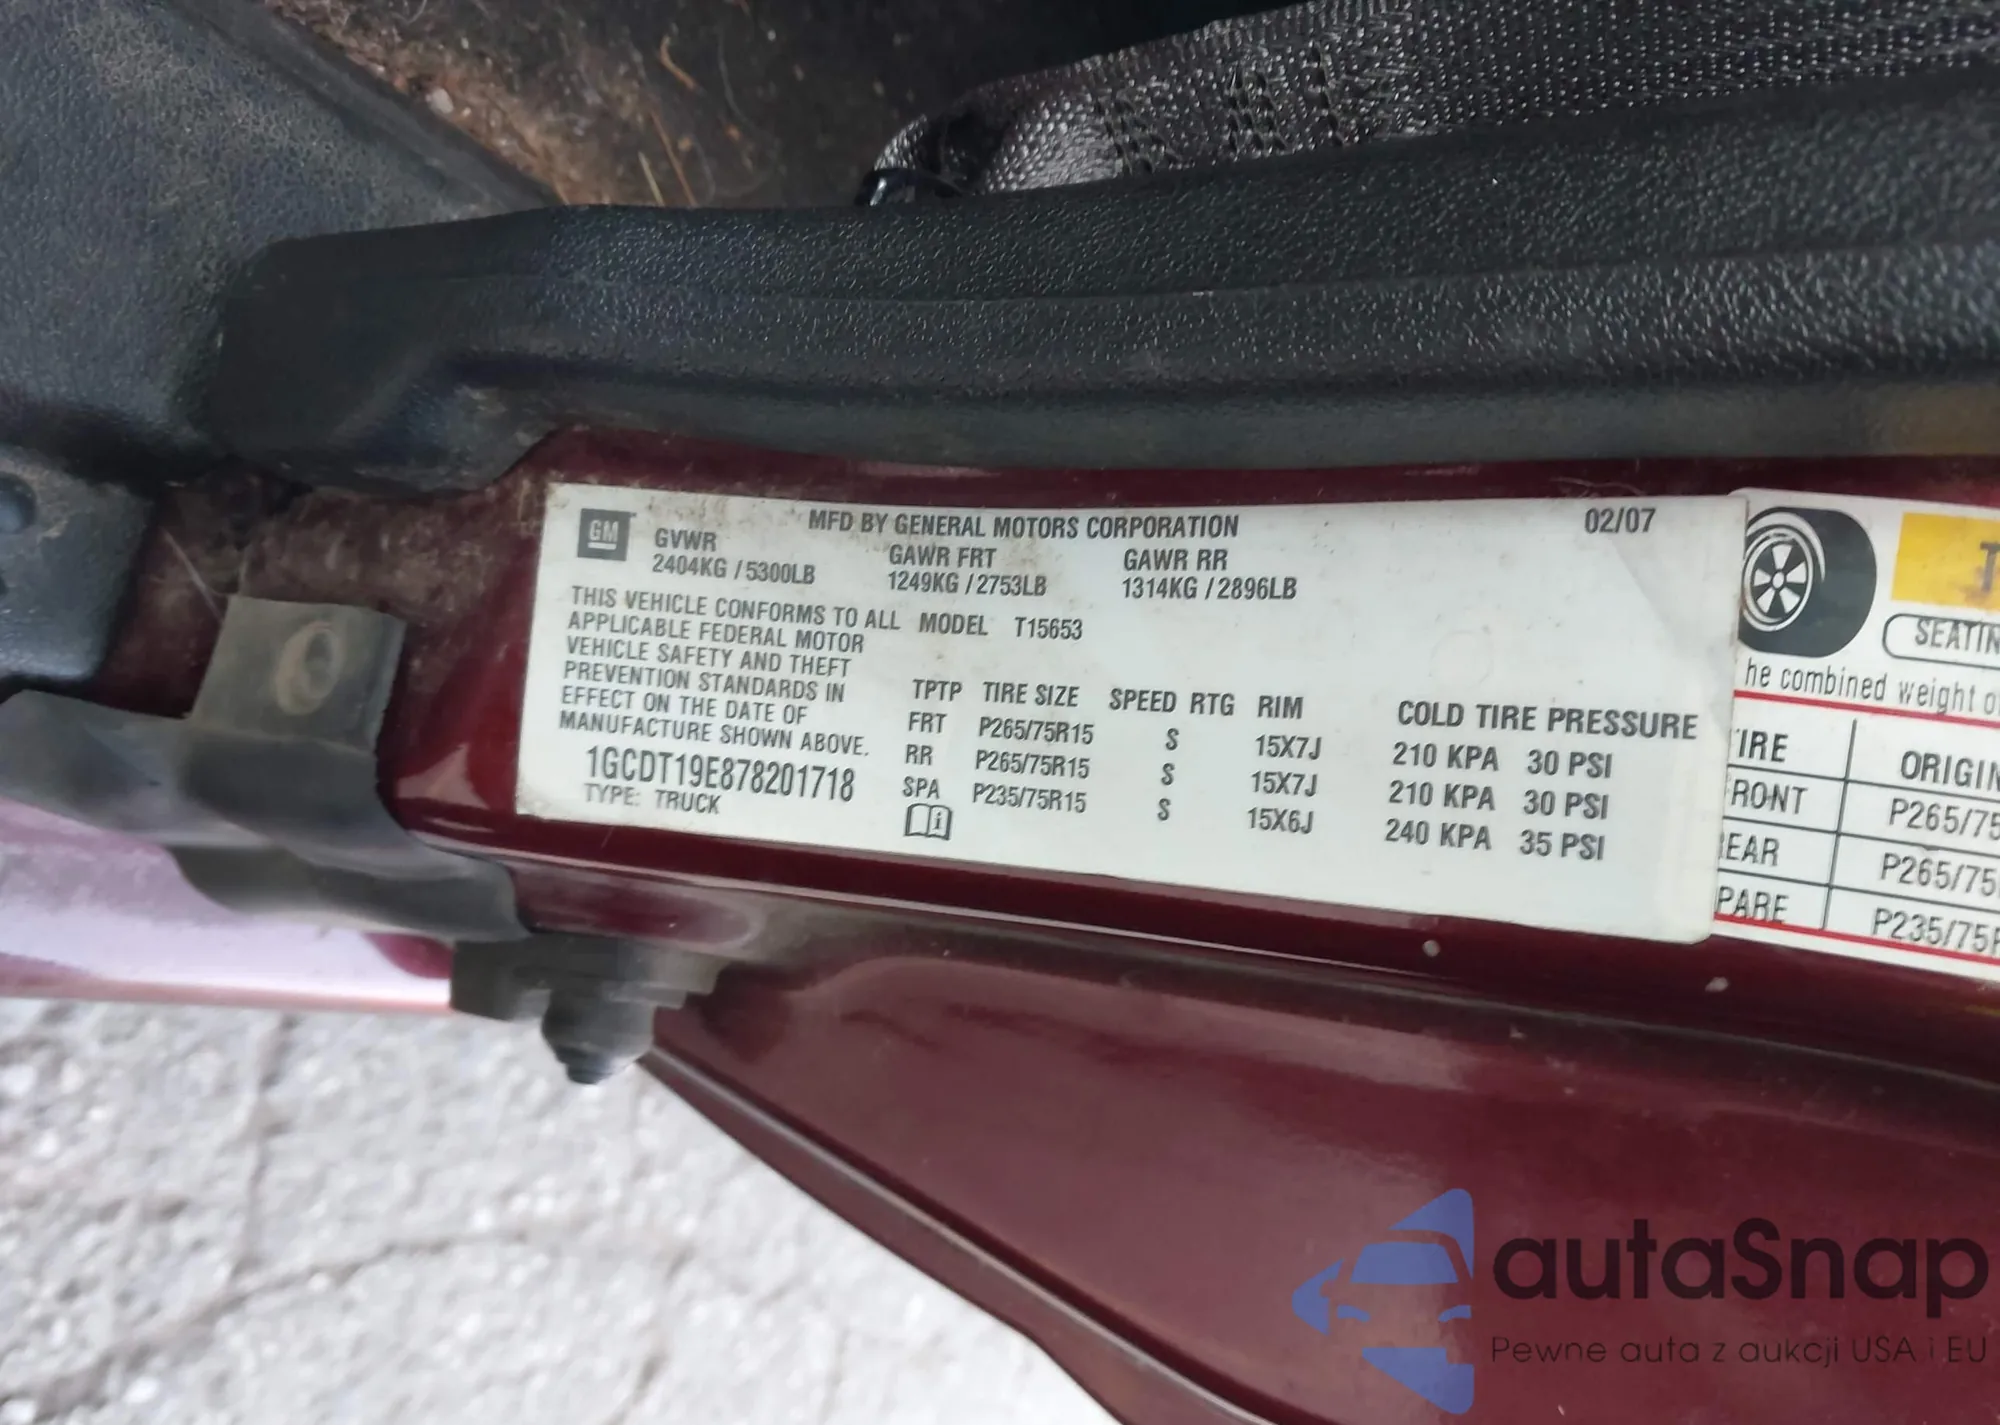 GM
MFD BY GENERAL MOTORS CORPORATION 02/07
GVWR GAWR FRT GAWR RR
2404KG / 5300LB 1249KG / 2753LB 1314KG / 2896LB
THIS VEHICLE CONFORMS TO ALL
APPLICABLE FEDERAL MOTOR
VEHICLE SAFETY AND THEFT
PREVENTION STANDARDS IN
EFFECT ON THE DATE OF
MANUFACTURE SHOWN ABOVE.
1GCDT19E878201718
TYPE: TRUCK
MODEL T15653
TPTP TIRE SIZE SPEED RTG RIM COLD TIRE PRESSURE
FRT P265/75R15 S 15X7J 210 KPA 30 PSI
RR P265/75R15 S 15X7J 210 KPA 30 PSI
SPA P235/75R15 S 15X6J 240 KPA 35 PSI
SEATIN
he combined weight o
IRE ORIGIN
RONT P265/75
EAR P265/75
PARE P235/75R
autaSnap
Pewne auta z aukcji USA i EU